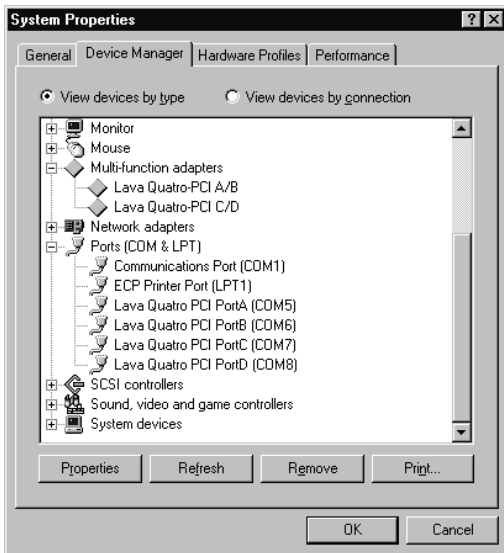 System Properties
? ×
General Device Manager Hardware Profiles Performance
View devices by type View devices by connection
Monitor
Mouse
Multi-function adapters
Lava Quatro-PCI A/B
Lava Quatro-PCI C/D
Network adapters
Ports (COM & LPT)
Communications Port (COM1)
ECP Printer Port (LPT1)
Lava Quatro PCI PortA (COM5)
Lava Quatro PCI PortB (COM6)
Lava Quatro PCI PortC (COM7)
Lava Quatro PCI PortD (COM8)
SCSI controllers
Sound, video and game controllers
System devices
Properties Refresh Remove Print...
OK Cancel